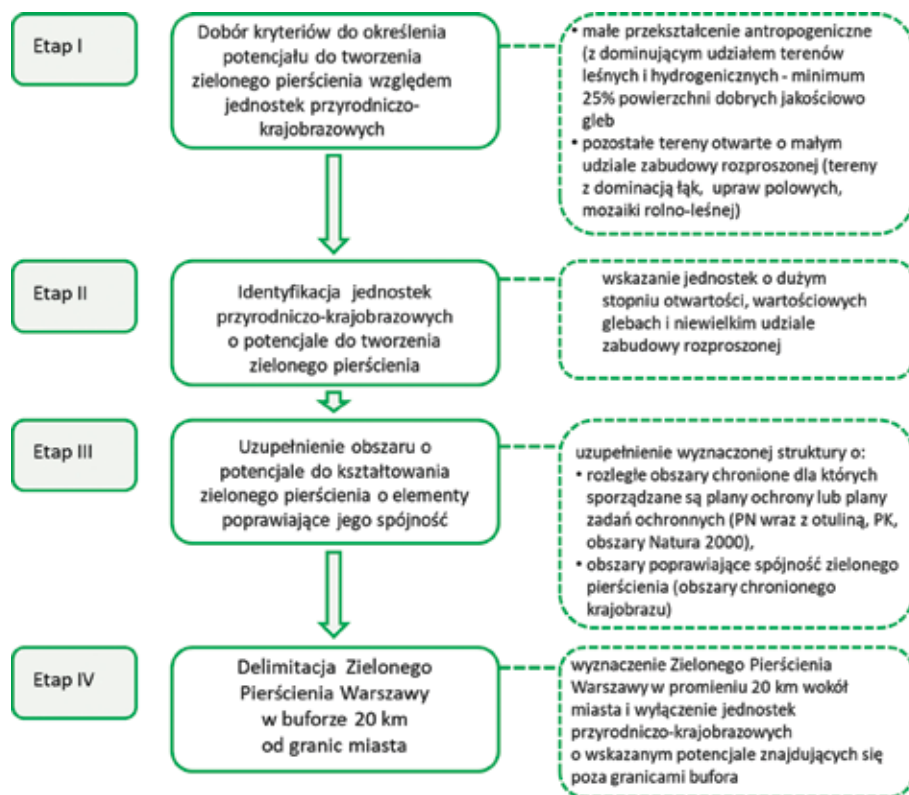 Etap I
Dobór kryteriów do określenia
potencjału do tworzenia
zielonego pierścienia względem
jednostek przyrodniczo-
krajobrazowych
• małe przekształcenie antropogeniczne
(z dominującym udziałem terenów
leśnych i hydrogenicznych - minimum
25% powierzchni dobrych jakościowo
gleb
• pozostałe tereny otwarte o małym
udziale zabudowy rozproszonej (tereny
z dominacją łąk, upraw polowych,
mozaiki rolno-leśnej)
Etap II
Identyfikacja jednostek
przyrodniczo-krajobrazowych
o potencjale do tworzenia
zielonego pierścienia
wskazanie jednostek o dużym
stopniu otwartości, wartościowych
glebach i niewielkim udziale
zabudowy rozproszonej
Etap III
Uzupełnienie obszaru o
potencjale do kształtowania
zielonego pierścienia o elementy
poprawiające jego spójność
uzupełnienie wyznaczonej struktury o:
• rozległe obszary chronione dla których
sporządzane są plany ochrony lub plany
zadań ochronnych (PN wraz z otuliną, PK,
obszary Natura 2000),
• obszary poprawiające spójność zielonego
pierścienia (obszary chronionego
krajobrazu)
Etap IV
Delimitacja Zielonego
Pierścienia Warszawy
w buforze 20 km
od granic miasta
wyznaczenie Zielonego Pierścienia
Warszawy w promieniu 20 km wokół
miasta i wyłączenie jednostek
przyrodniczo-krajobrazowych
o wskazanym potencjale znajdujących się
poza granicami bufora